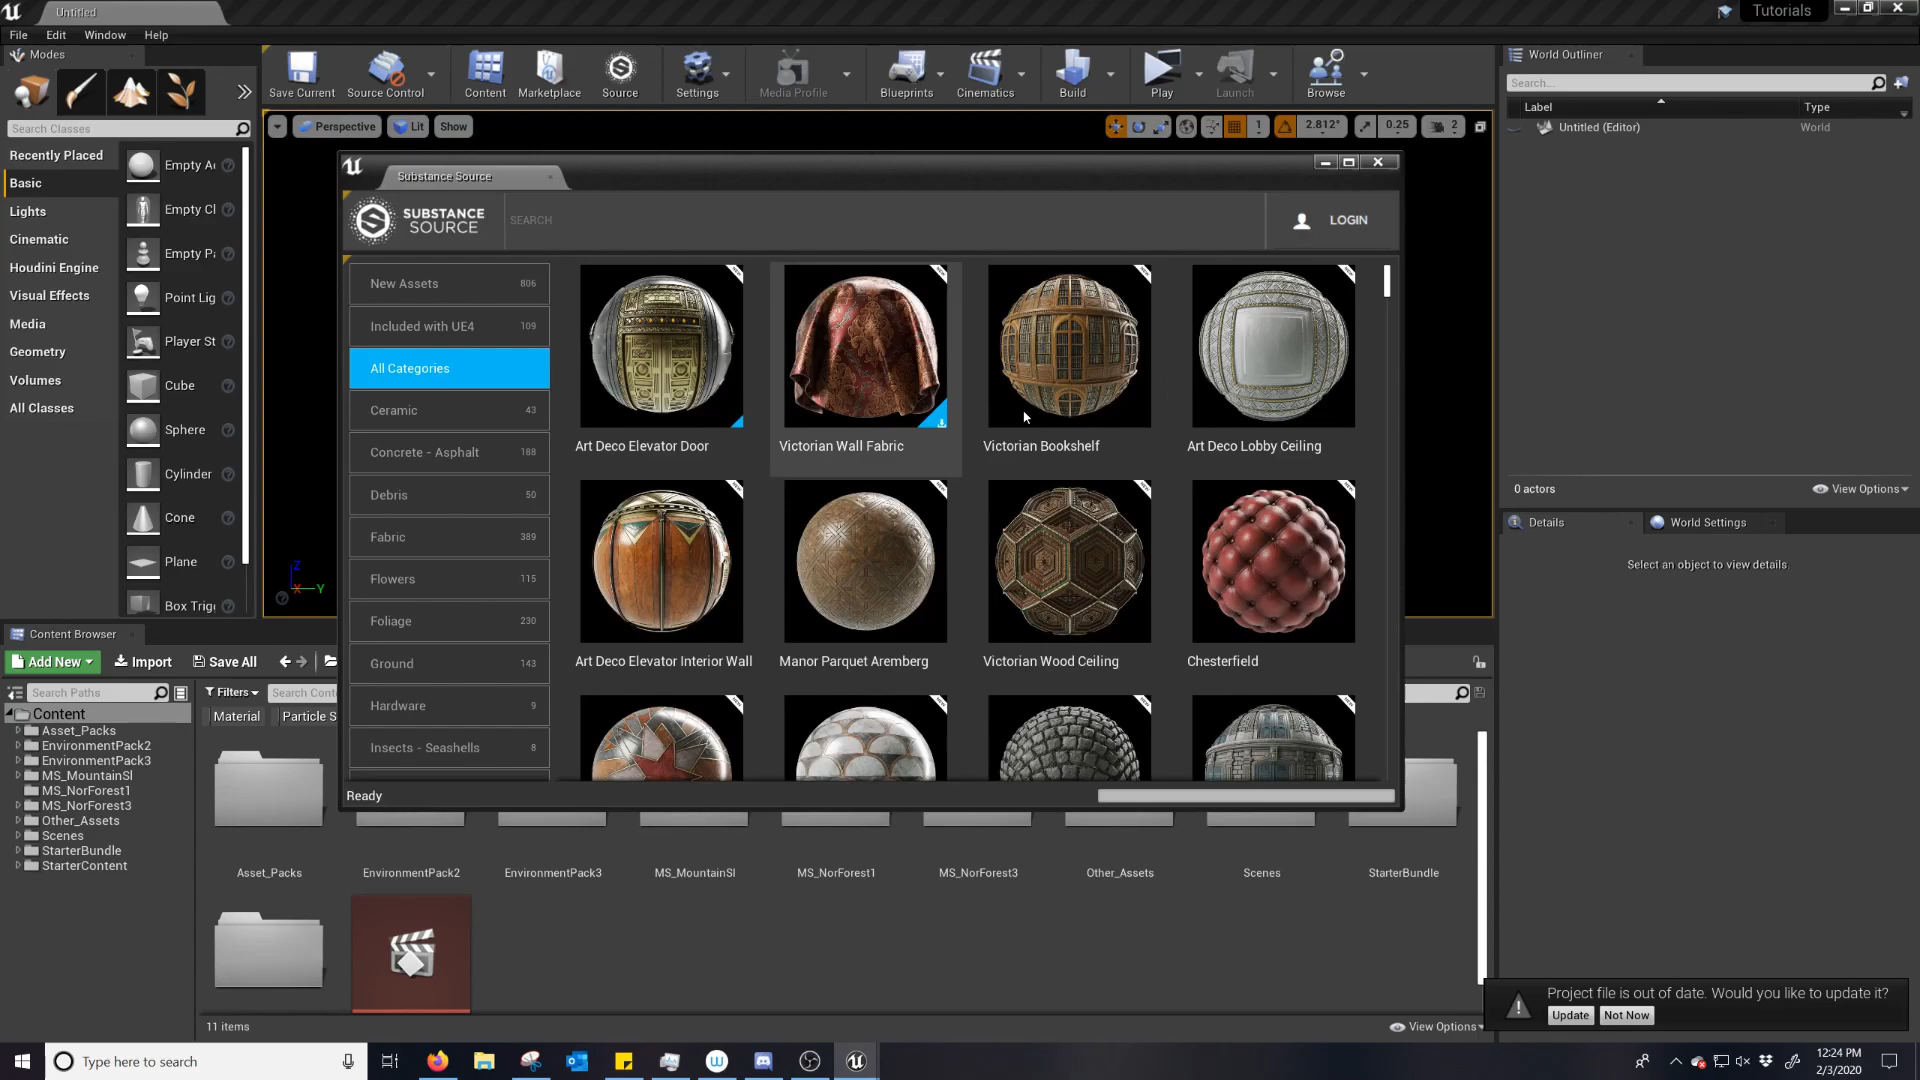 Untitled
Tutorials
File Edit Window Help
Modes
Save Current
Source Control
Content
Marketplace
Source
Settings
Media Profile
Blueprints
Cinematics
Build
Play
Launch
Browse
World Outliner
Search...
Label Type
Untitled (Editor) World
0 actors
View Options
Details
World Settings
Select an object to view details.
Search Classes
Recently Placed
Basic
Lights
Cinematic
Houdini Engine
Visual Effects
Media
Geometry
Volumes
All Classes
Empty A
Empty Cl
Empty P
Point Lig
Player St
Cube
Sphere
Cylinder
Cone
Plane
Box Trig
Perspective
Lit
Show
1
2.812°
0.25
2
Z
X
Y
Substance Source
SUBSTANCE
SOURCE
SEARCH
LOGIN
New Assets 806
Included with UE4 109
All Categories
Ceramic 43
Concrete - Asphalt 188
Debris 50
Fabric 389
Flowers 115
Foliage 230
Ground 143
Hardware 9
Insects - Seashells 8
Art Deco Elevator Door
Victorian Wall Fabric
Victorian Bookshelf
Art Deco Lobby Ceiling
Art Deco Elevator Interior Wall
Manor Parquet Aremberg
Victorian Wood Ceiling
Chesterfield
Ready
Content Browser
Add New
Import
Save All
Search Paths
Filters
Search Cont
Material
Particle S
Content
Asset_Packs
EnvironmentPack2
EnvironmentPack3
MS_MountainSl
MS_NorForest1
MS_NorForest3
Other_Assets
Scenes
StarterBundle
StarterContent
Asset_Packs
EnvironmentPack2
EnvironmentPack3
MS_MountainSl
MS_NorForest1
MS_NorForest3
Other_Assets
Scenes
StarterBundle
11 items
View Options
Project file is out of date. Would you like to update it?
Update
Not Now
Type here to search
12:24 PM
2/3/2020